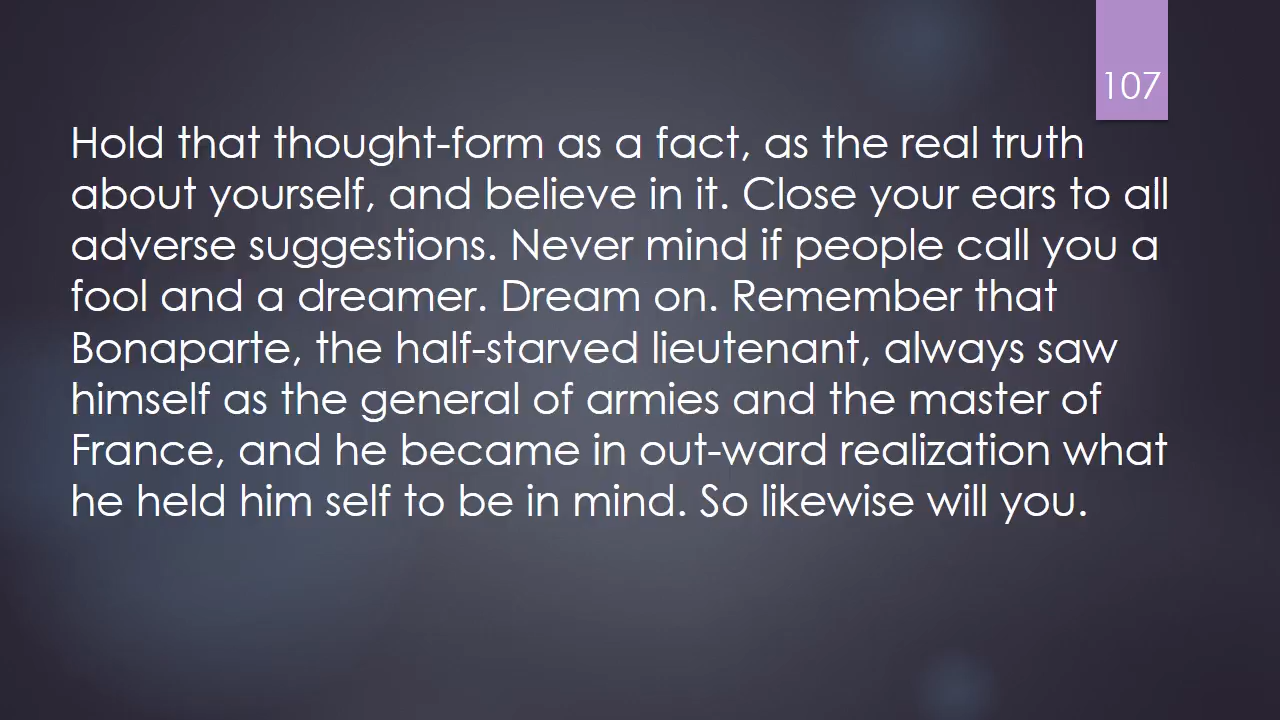 107
Hold that thought-form as a fact, as the real truth
about yourself, and believe in it. Close your ears to all
adverse suggestions. Never mind if people call you a
fool and a dreamer. Dream on. Remember that
Bonaparte, the half-starved lieutenant, always saw
himself as the general of armies and the master of
France, and he became in out-ward realization what
he held him self to be in mind. So likewise will you.